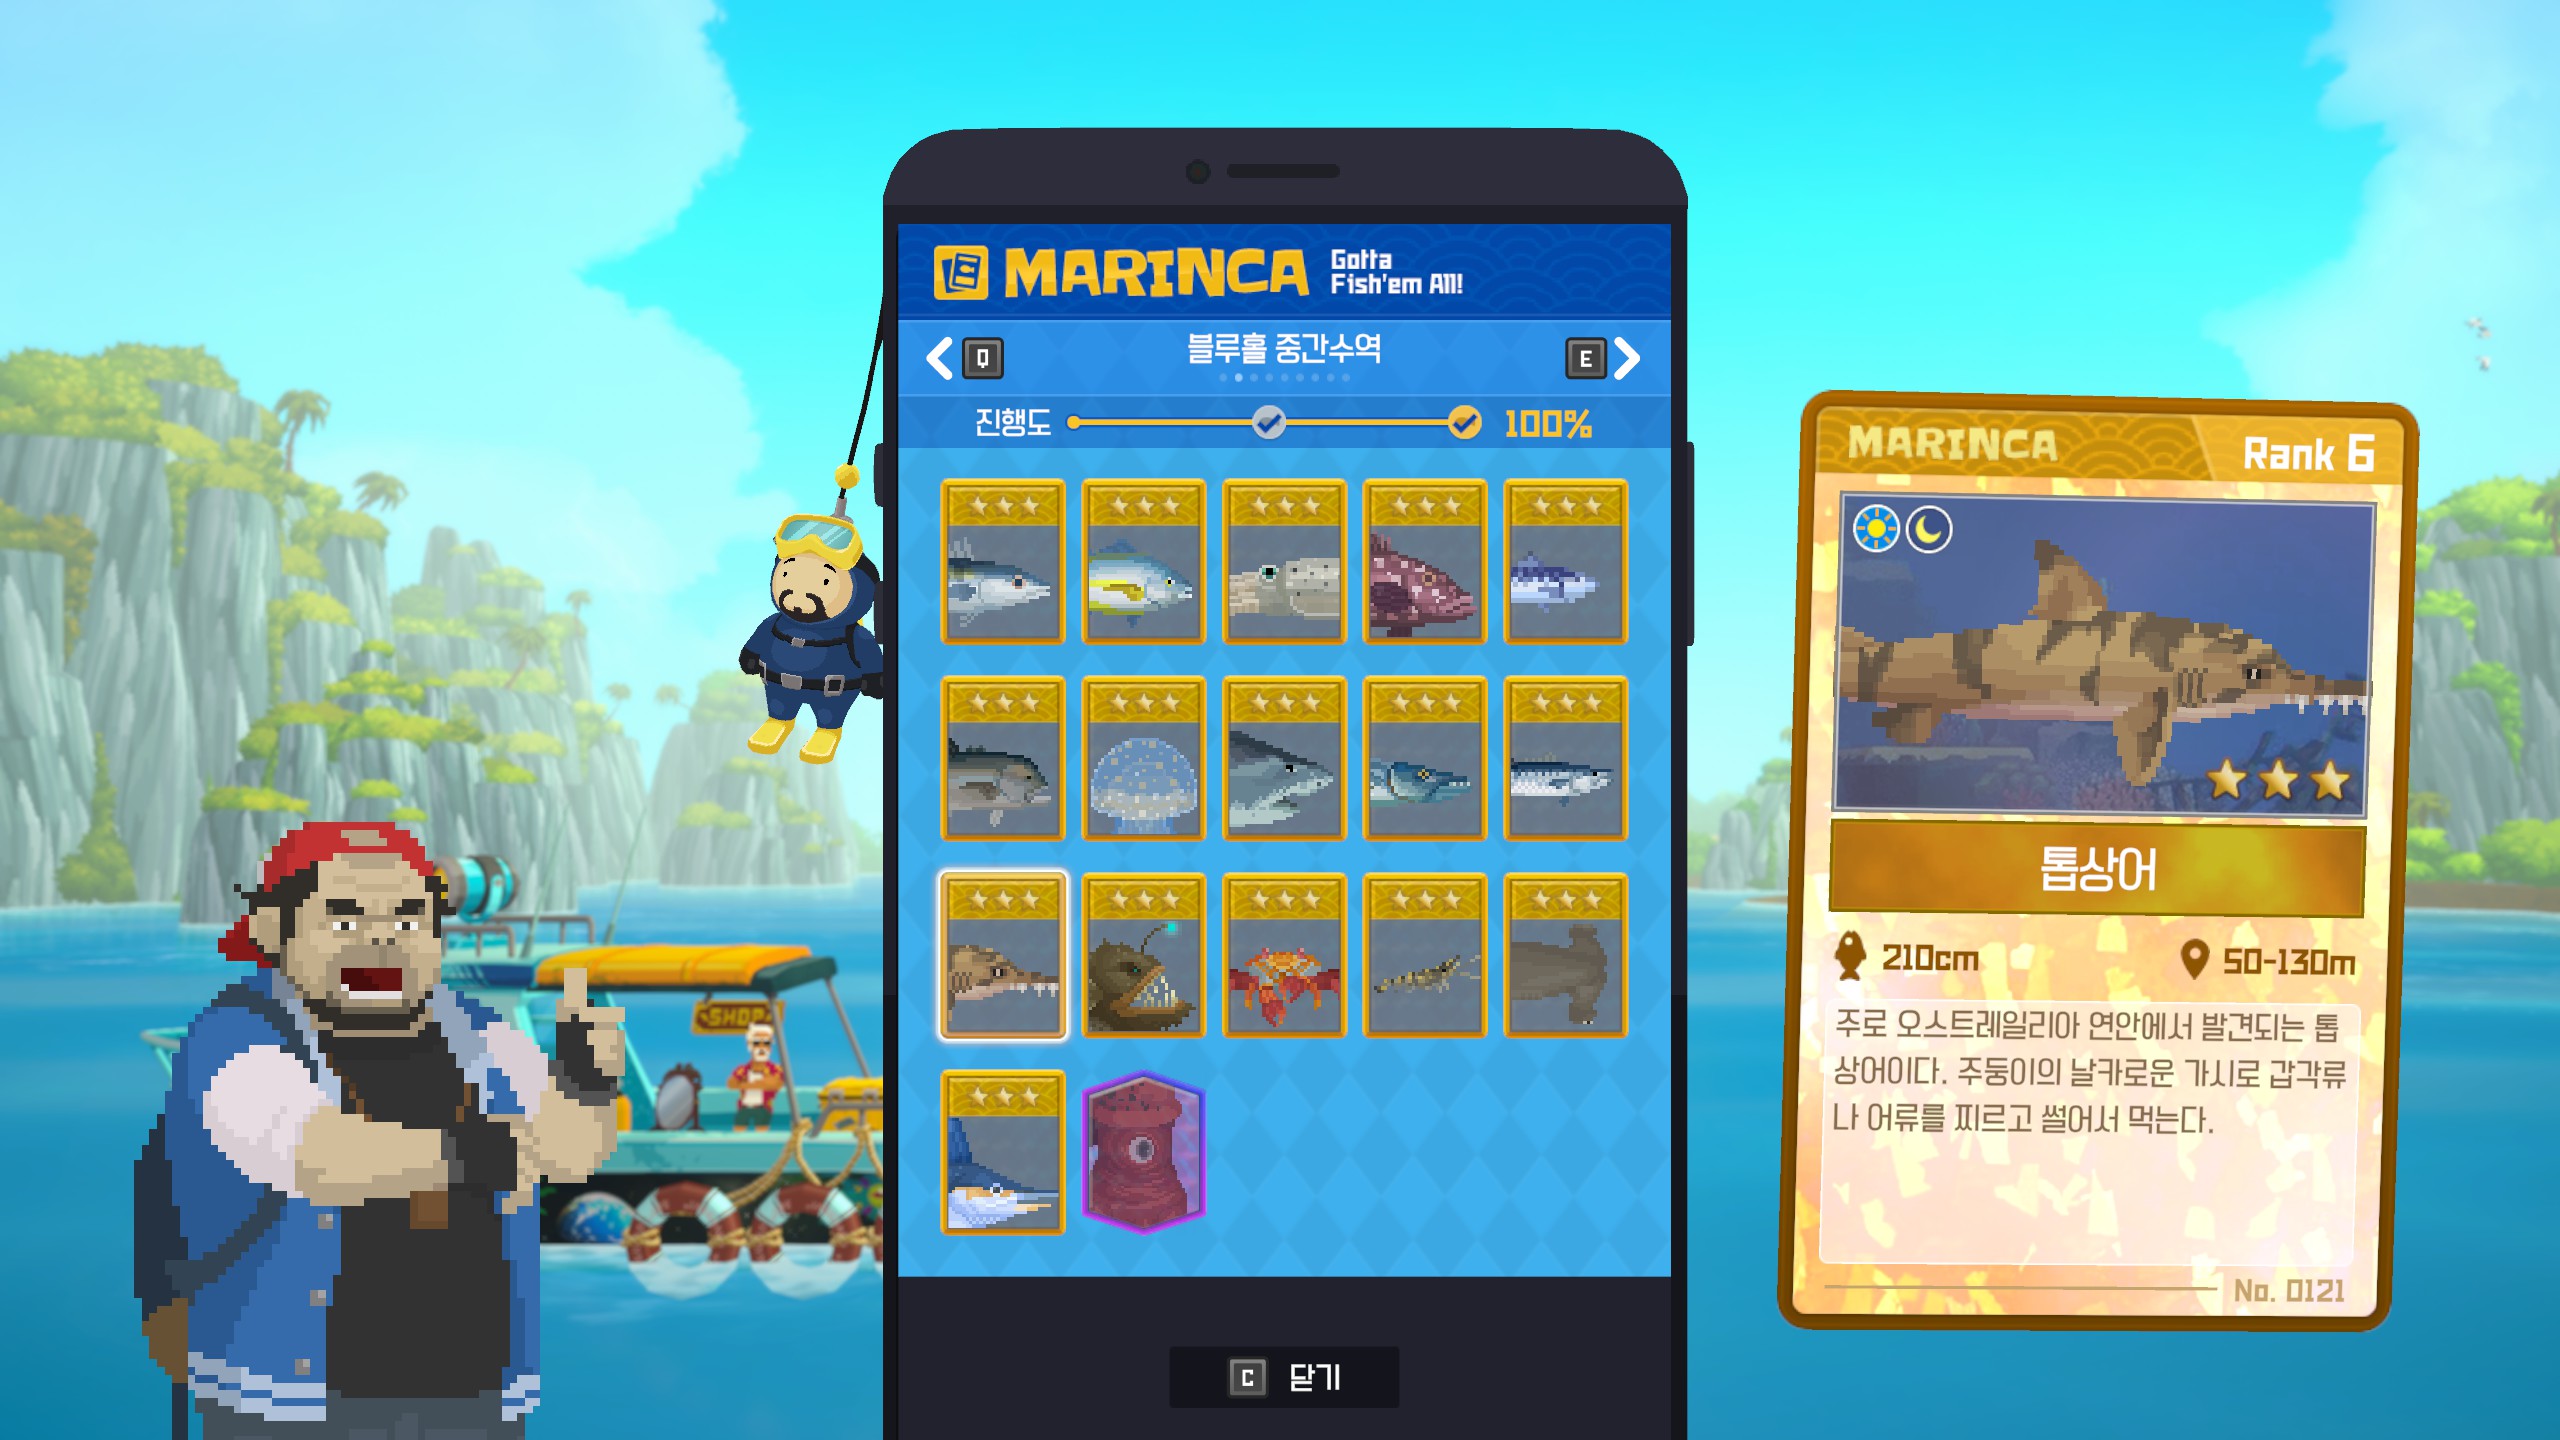 MARINCA
Gotta
Fish'em All!
Q
블루홀 중간수역
E
진행도
100%
SHOP
C 닫기
MARINCA
Rank 6
톱상어
210cm
50-130m
주로 오스트레일리아 연안에서 발견되는 톱
상어이다. 주둥이의 날카로운 가시로 갑각류
나 어류를 찌르고 썰어서 먹는다.
No. 0121